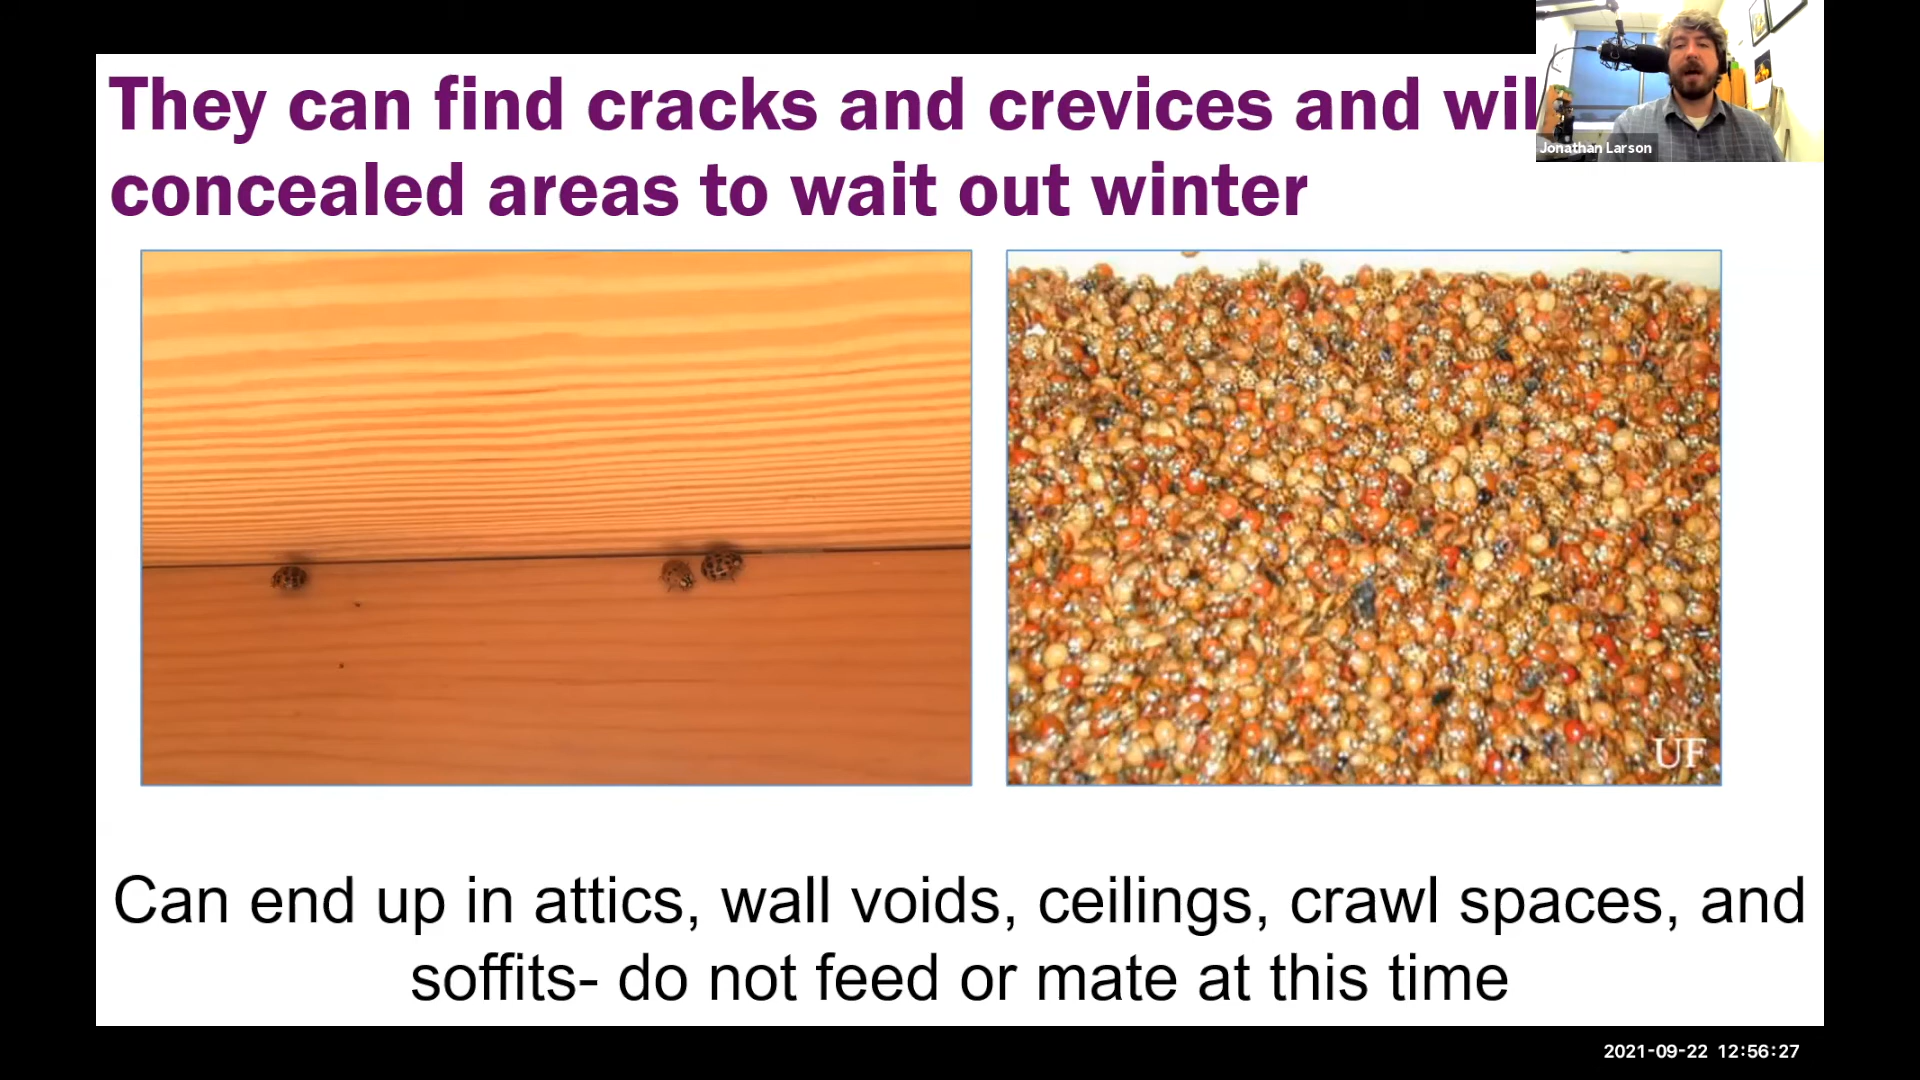 They can find cracks and crevices and wil
concealed areas to wait out winter
Jonathan Larson
UF
Can end up in attics, wall voids, ceilings, crawl spaces, and
soffits- do not feed or mate at this time
2021-09-22 12:56:27